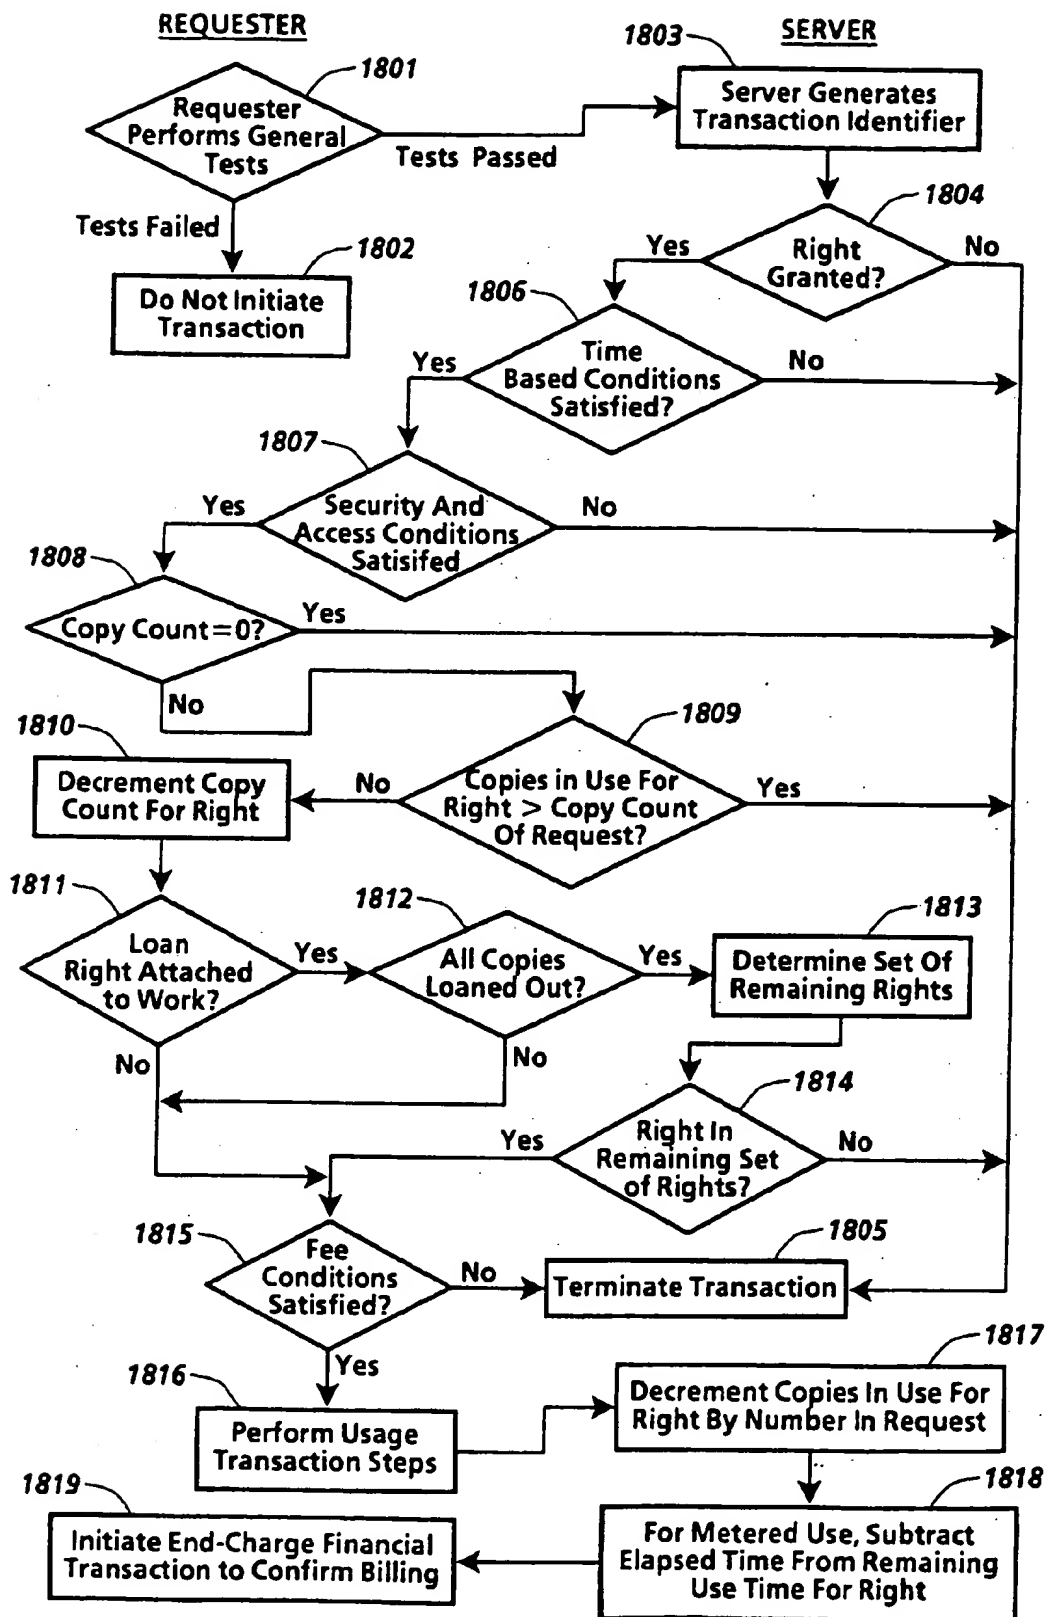 REQUESTER
SERVER
1801
1803
Requester
Performs General
Tests
Server Generates
Transaction Identifier
Tests Passed
Tests Failed
1802
Do Not Initiate
Transaction
1804
Yes
Right
Granted?
No
1806
Yes
Time
Based Conditions
Satisfied?
No
1807
Yes
Security And
Access Conditions
Satisifed
No
1808
Copy Count=0?
Yes
No
1809
1810
Decrement Copy
Count For Right
No
Copies in Use For
Right > Copy Count
Of Request?
Yes
1811
1812
1813
Loan
Right Attached
to Work?
Yes
All Copies
Loaned Out?
Yes
Determine Set Of
Remaining Rights
No
No
1814
Yes
Right In
Remaining Set
of Rights?
No
1815
1805
Fee
Conditions
Satisfied?
No
Terminate Transaction
Yes
1816
1817
Perform Usage
Transaction Steps
Decrement Copies In Use For
Right By Number In Request
1819
1818
Initiate End-Charge Financial
Transaction to Confirm Billing
For Metered Use, Subtract
Elapsed Time From Remaining
Use Time For Right